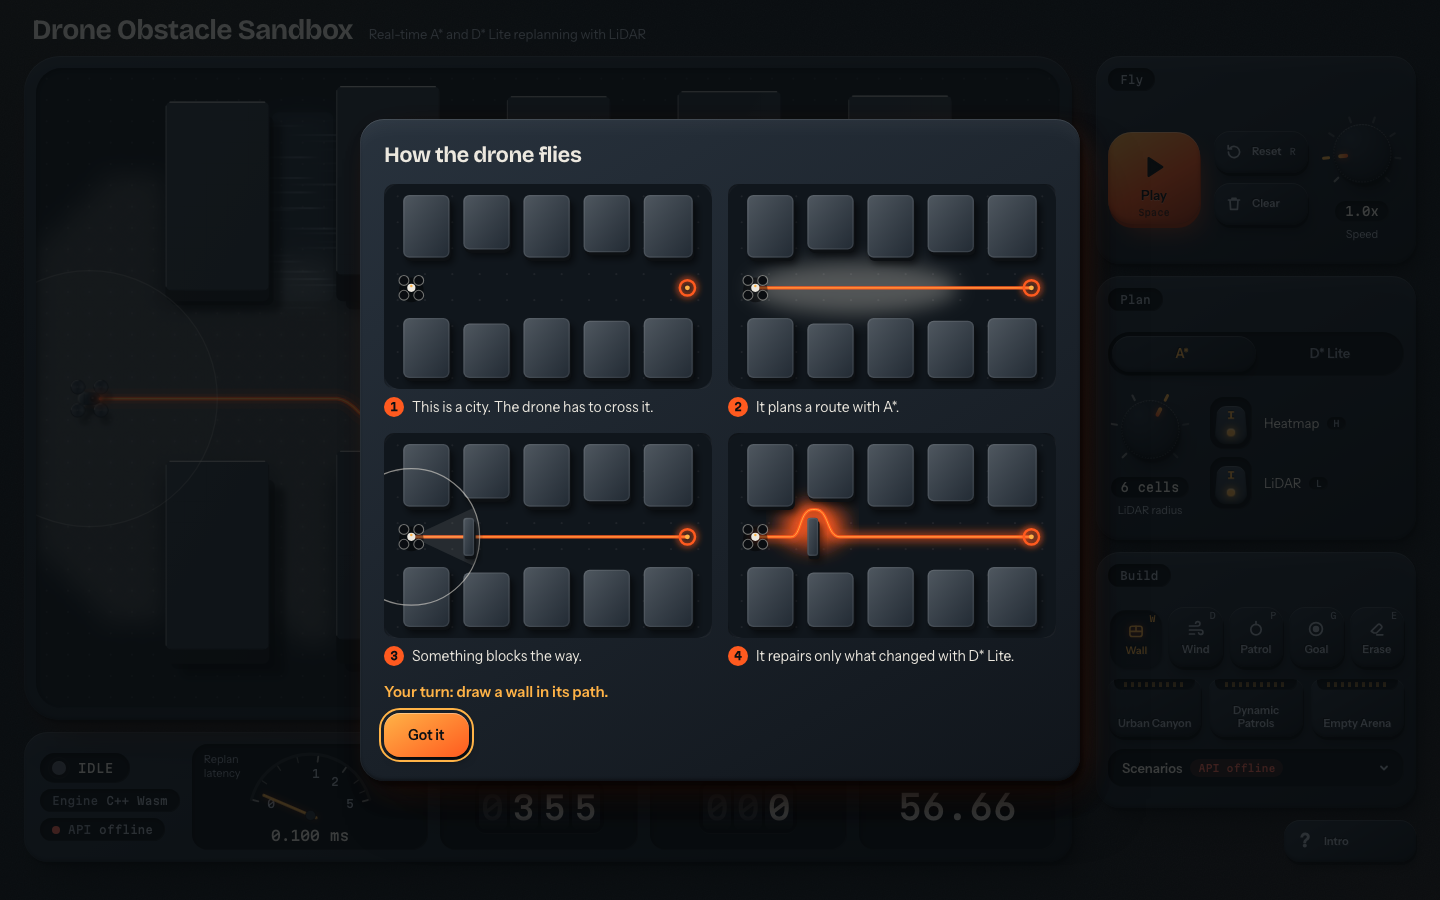 Drone Obstacle Sandbox
Real-time A* and D* Lite replanning with LiDAR
How the drone flies
1 This is a city. The drone has to cross it.
2 It plans a route with A*.
3 Something blocks the way.
4 It repairs only what changed with D* Lite.
Your turn: draw a wall in its path.
Got it
Fly
Play
Space
Reset R
Clear
1.0x
Speed
Plan
A*
D* Lite
6 cells
LiDAR radius
Heatmap H
LiDAR L
Build
W
Wall
D
Wind
P
Patrol
G
Goal
E
Erase
Urban Canyon
Dynamic
Patrols
Empty Arena
Scenarios API offline
? Intro
IDLE
Engine C++ Wasm
API offline
Replan
latency
0 1 2 5
0.100 ms
0355
000
56.66